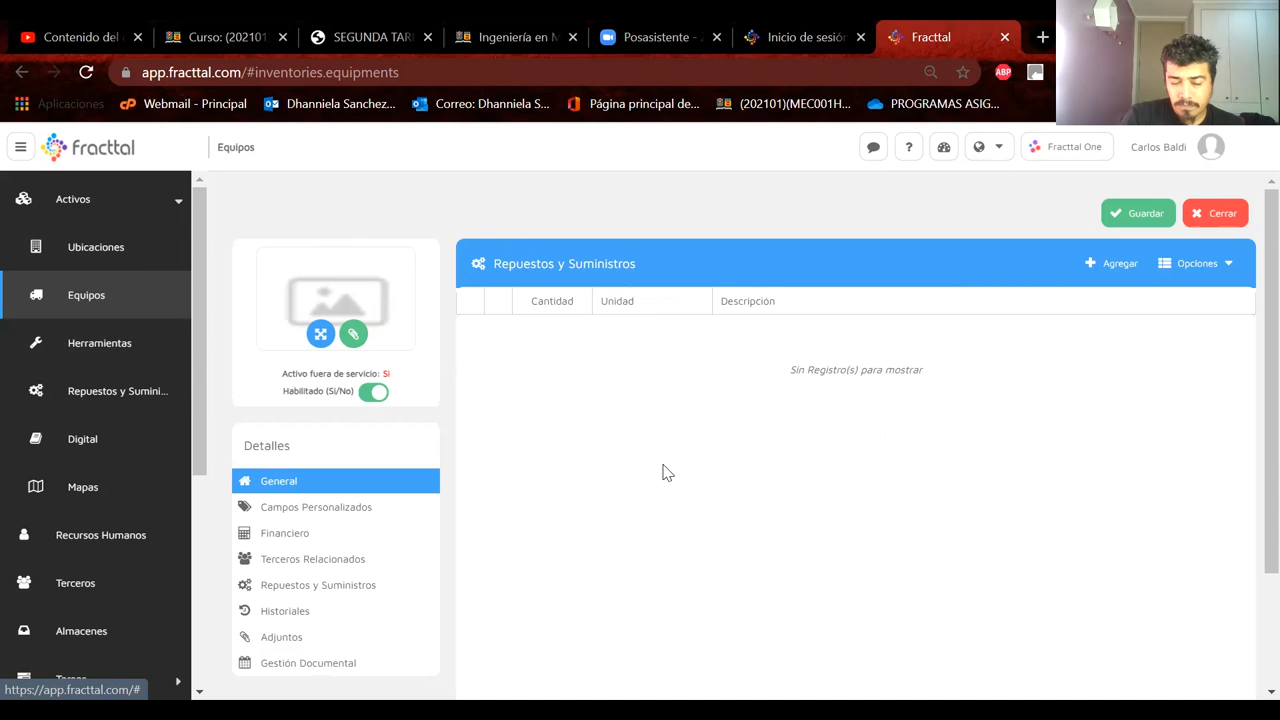 Contenido del
Curso: (202101
SEGUNDA TAR
Ingeniería en M
Posasistente -
Inicio de sesión
Fracttal
app.fracttal.com/#inventories.equipments
ABP
Aplicaciones
Webmail - Principal
Dhanniela Sanchez...
Correo: Dhanniela S...
Página principal de...
(202101)(MEC001H...
PROGRAMAS ASIG...
fracttal
Equipos
Fracttal One
Carlos Baldi
Activos
Ubicaciones
Equipos
Herramientas
Repuestos y Sumini...
Digital
Mapas
Recursos Humanos
Terceros
Almacenes
Tareas
https://app.fracttal.com/#
Guardar
Cerrar
Activo fuera de servicio: Si
Habilitado (Si/No)
Detalles
General
Campos Personalizados
Financiero
Terceros Relacionados
Repuestos y Suministros
Historiales
Adjuntos
Gestión Documental
Repuestos y Suministros
Agregar
Opciones
Cantidad
Unidad
Descripción
Sin Registro(s) para mostrar